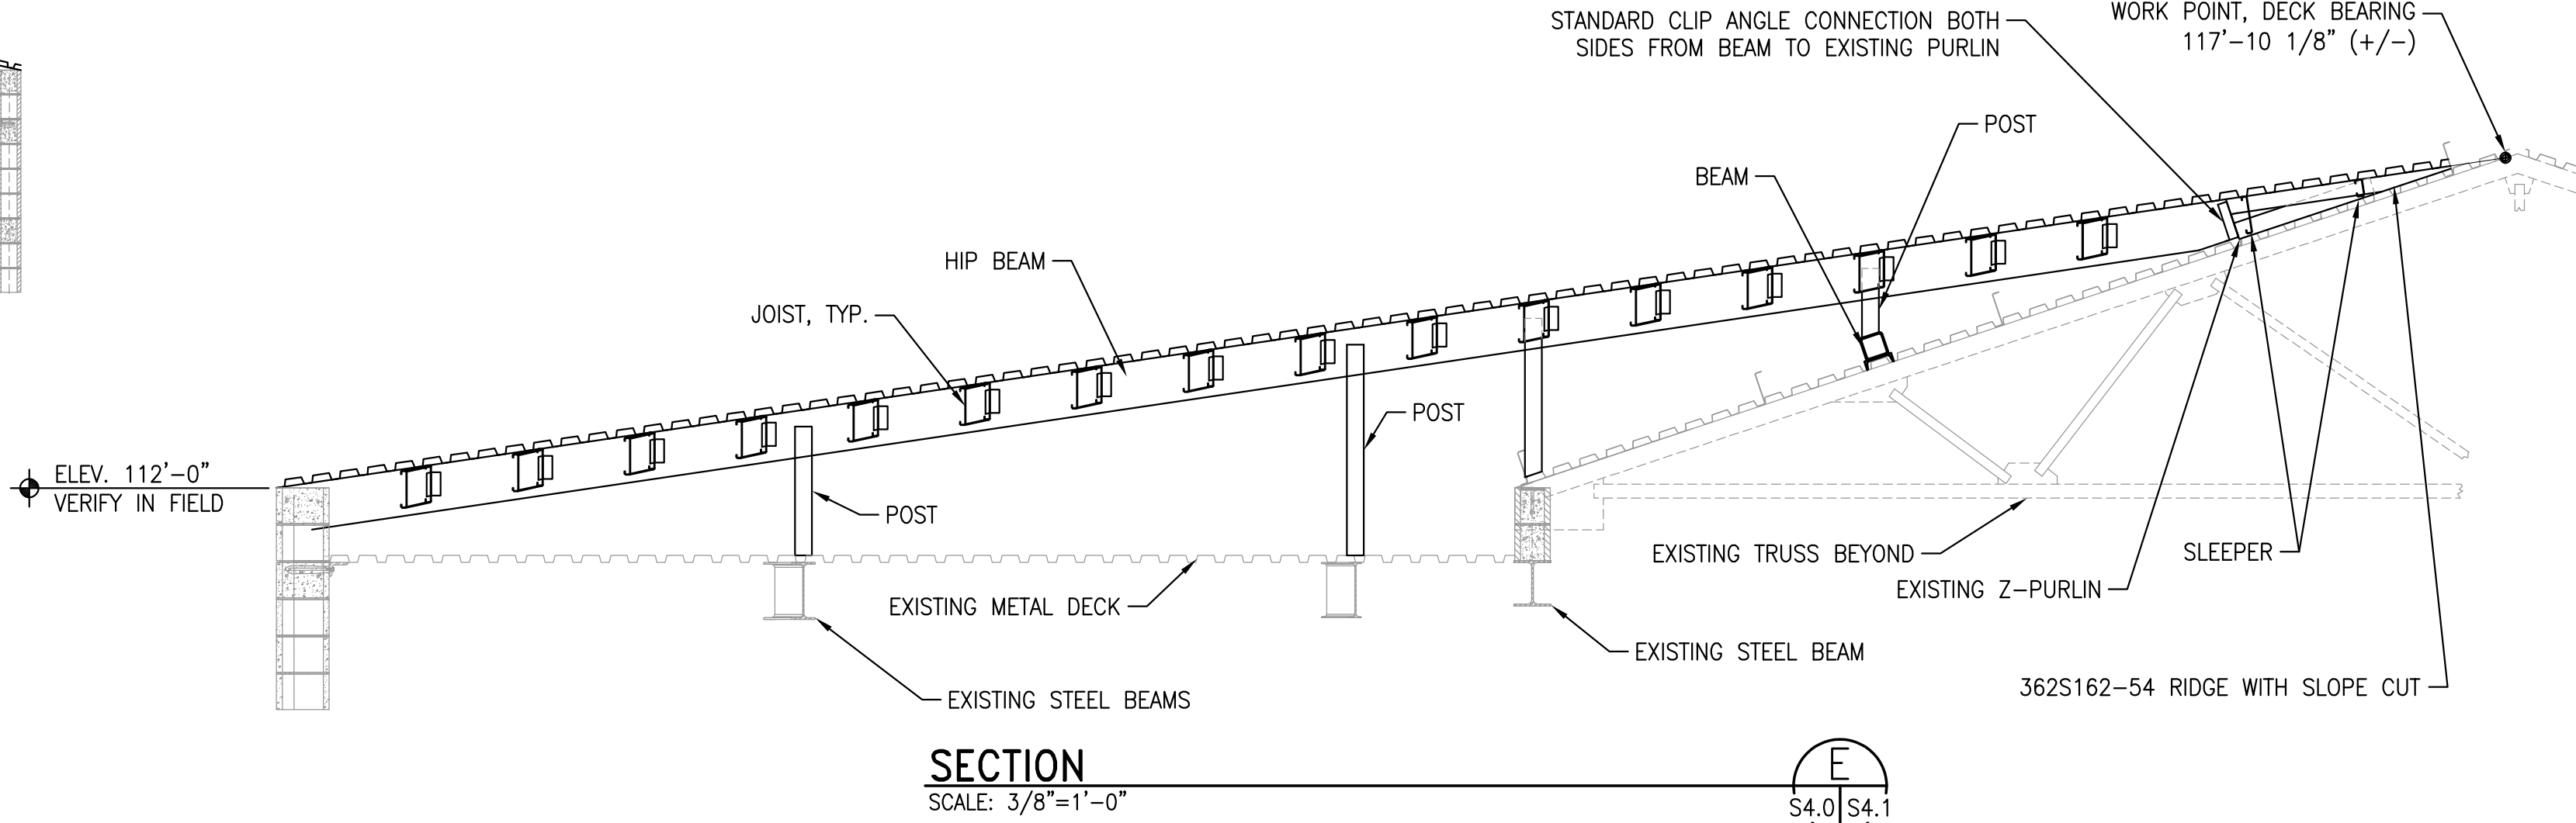 STANDARD CLIP ANGLE CONNECTION BOTH
SIDES FROM BEAM TO EXISTING PURLIN
WORK POINT, DECK BEARING
117'-10 1/8" (+/-)
POST
BEAM
HIP BEAM
JOIST, TYP.
POST
ELEV. 112'-0"
VERIFY IN FIELD
POST
EXISTING TRUSS BEYOND
SLEEPER
EXISTING Z-PURLIN
EXISTING METAL DECK
EXISTING STEEL BEAM
362S162-54 RIDGE WITH SLOPE CUT
EXISTING STEEL BEAMS
SECTION
SCALE: 3/8"=1'-0"
E
S4.0 S4.1